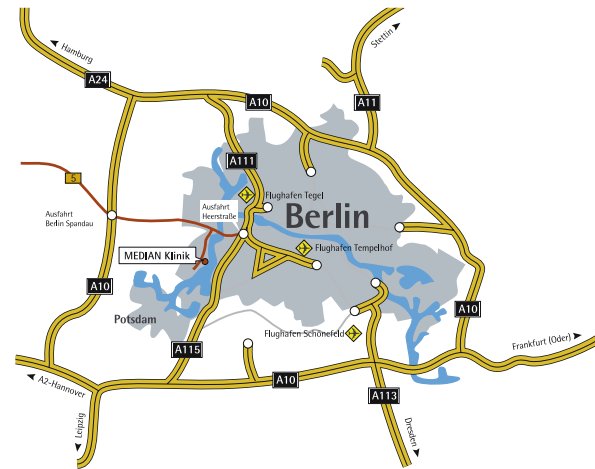 Hamburg
Stettin
A24
A10
A11
A111
5
Flughafen Tegel
Ausfahrt
Heerstraße
Berlin
Ausfahrt
Berlin Spandau
Flughafen Tempelhof
MEDIAN Klinik
A10
A10
Potsdam
Flughafen Schönefeld
Frankfurt (Oder)
A115
A10
A2-Hannover
A113
Leipzig
Dresden